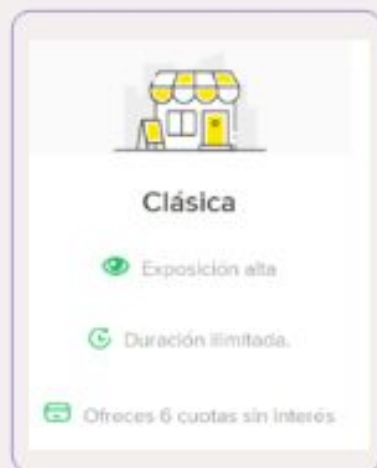 Clásica
Exposición alta
Duración ilimitada.
Ofreces 6 cuotas sin interés